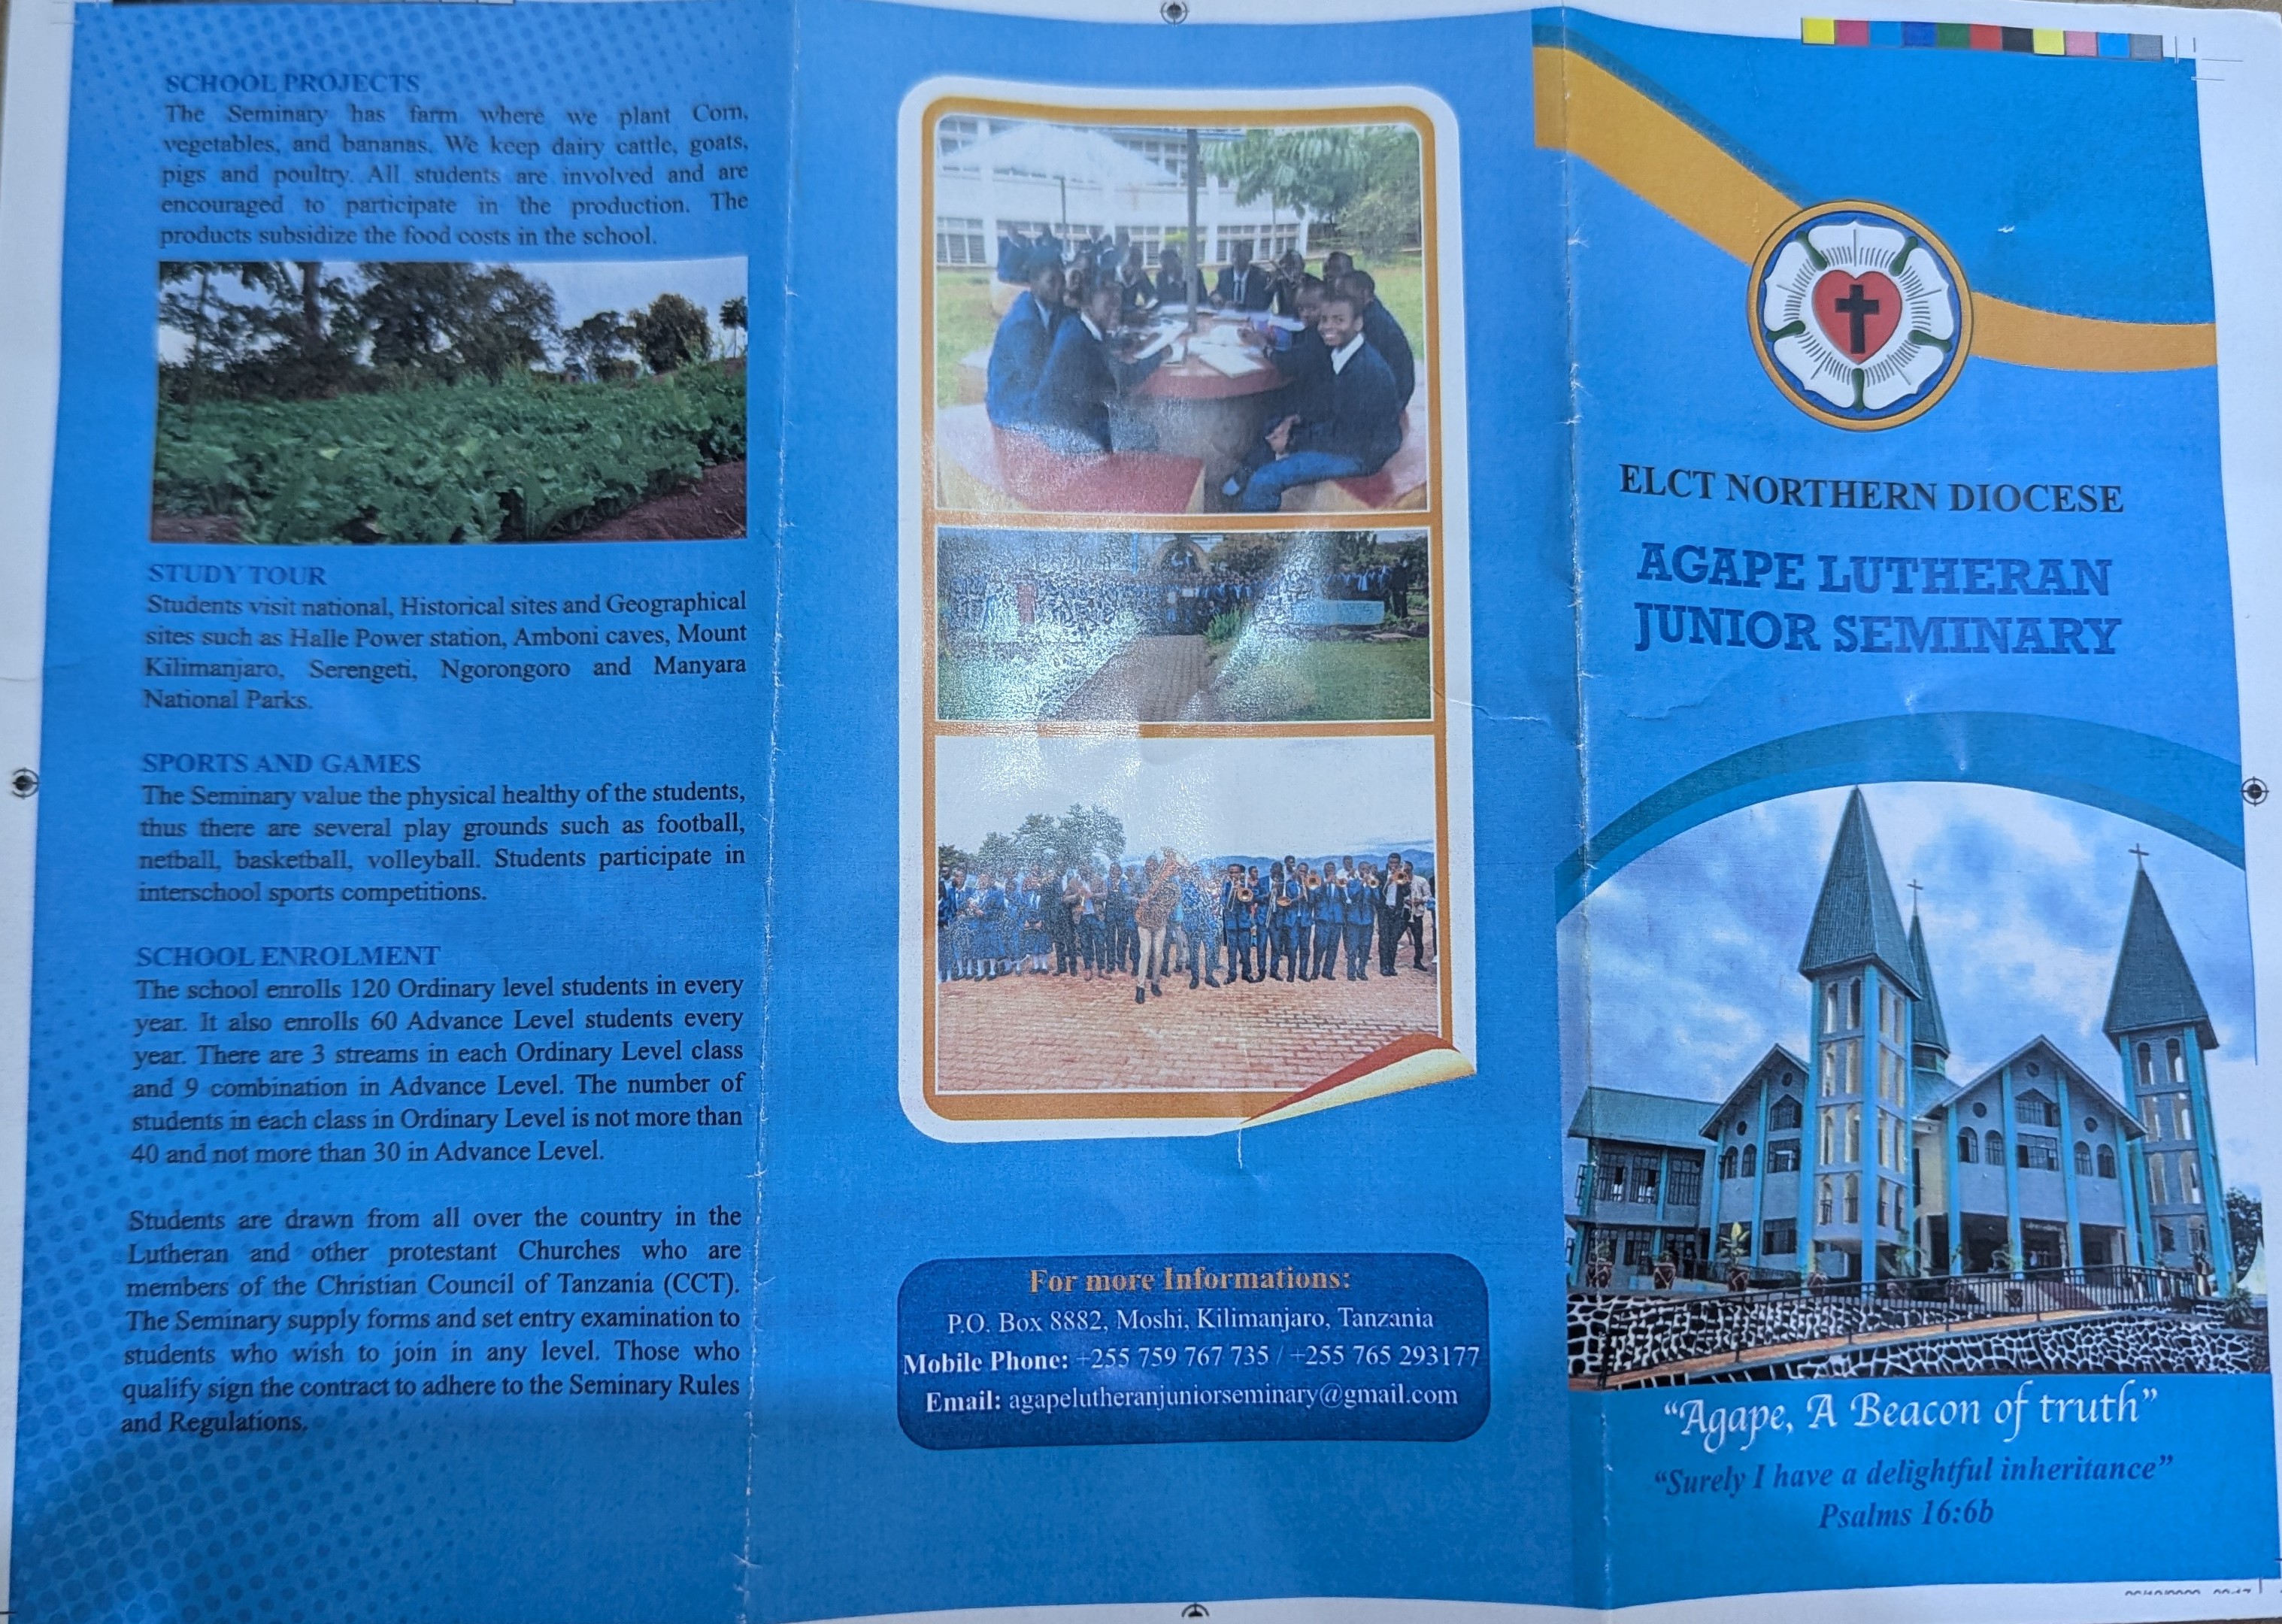 SCHOOL PROJECTS
The Seminary has farm where we plant Corn,
vegetables, and bananas. We keep dairy cattle, goats,
pigs and poultry. All students are involved and are
encouraged to participate in the production. The
products subsidize the food costs in the school.
STUDY TOUR
Students visit national, Historical sites and Geographical
sites such as Halle Power station, Amboni caves, Mount
Kilimanjaro, Serengeti, Ngorongoro and Manyara
National Parks.
SPORTS AND GAMES
The Seminary value the physical healthy of the students,
thus there are several play grounds such as football,
netball, basketball, volleyball. Students participate in
interschool sports competitions.
SCHOOL ENROLMENT
The school enrolls 120 Ordinary level students in every
year. It also enrolls 60 Advance Level students every
year. There are 3 streams in each Ordinary Level class
and 9 combination in Advance Level. The number of
students in each class in Ordinary Level is not more than
40 and not more than 30 in Advance Level.
Students are drawn from all over the country in the
Lutheran and other protestant Churches who are
members of the Christian Council of Tanzania (CCT).
The Seminary supply forms and set entry examination to
students who wish to join in any level. Those who
qualify sign the contract to adhere to the Seminary Rules
and Regulations.
For more Informations:
P.O. Box 8882, Moshi, Kilimanjaro, Tanzania
Mobile Phone: +255 759 767 735 / +255 765 293177
Email: agapelutheranjuniorseminary@gmail.com
ELCT NORTHERN DIOCESE
AGAPE LUTHERAN
JUNIOR SEMINARY
"Agape, A Beacon of truth"
"Surely I have a delightful inheritance"
Psalms 16:6b